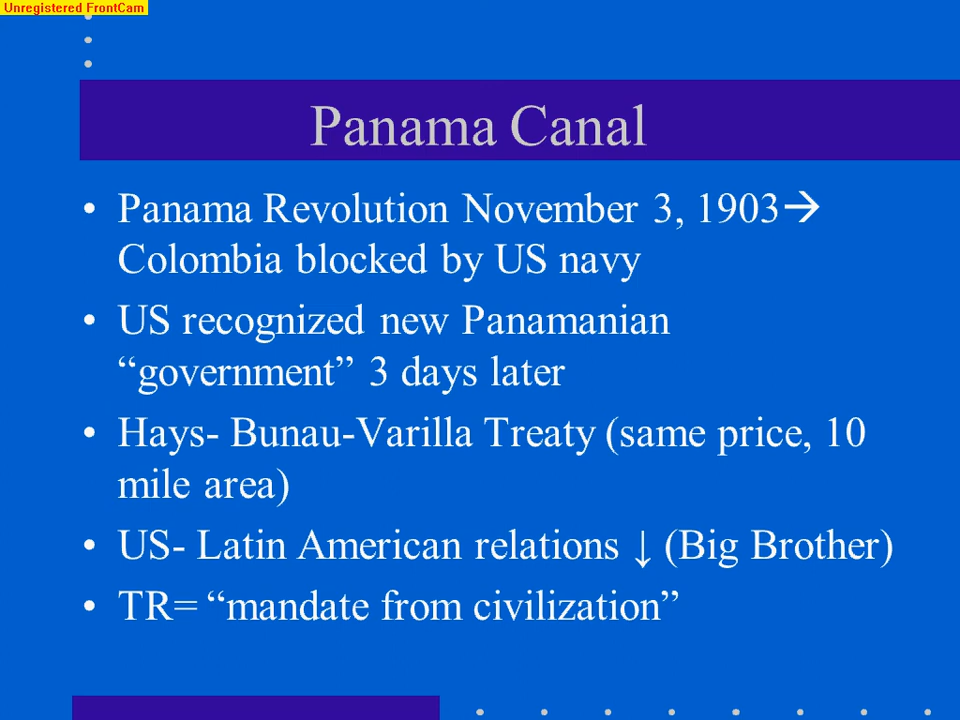 Unregistered FrontCam
Panama Canal
• Panama Revolution November 3, 1903→
Colombia blocked by US navy
• US recognized new Panamanian
“government” 3 days later
• Hays- Bunau-Varilla Treaty (same price, 10
mile area)
• US- Latin American relations ↓ (Big Brother)
• TR= “mandate from civilization”